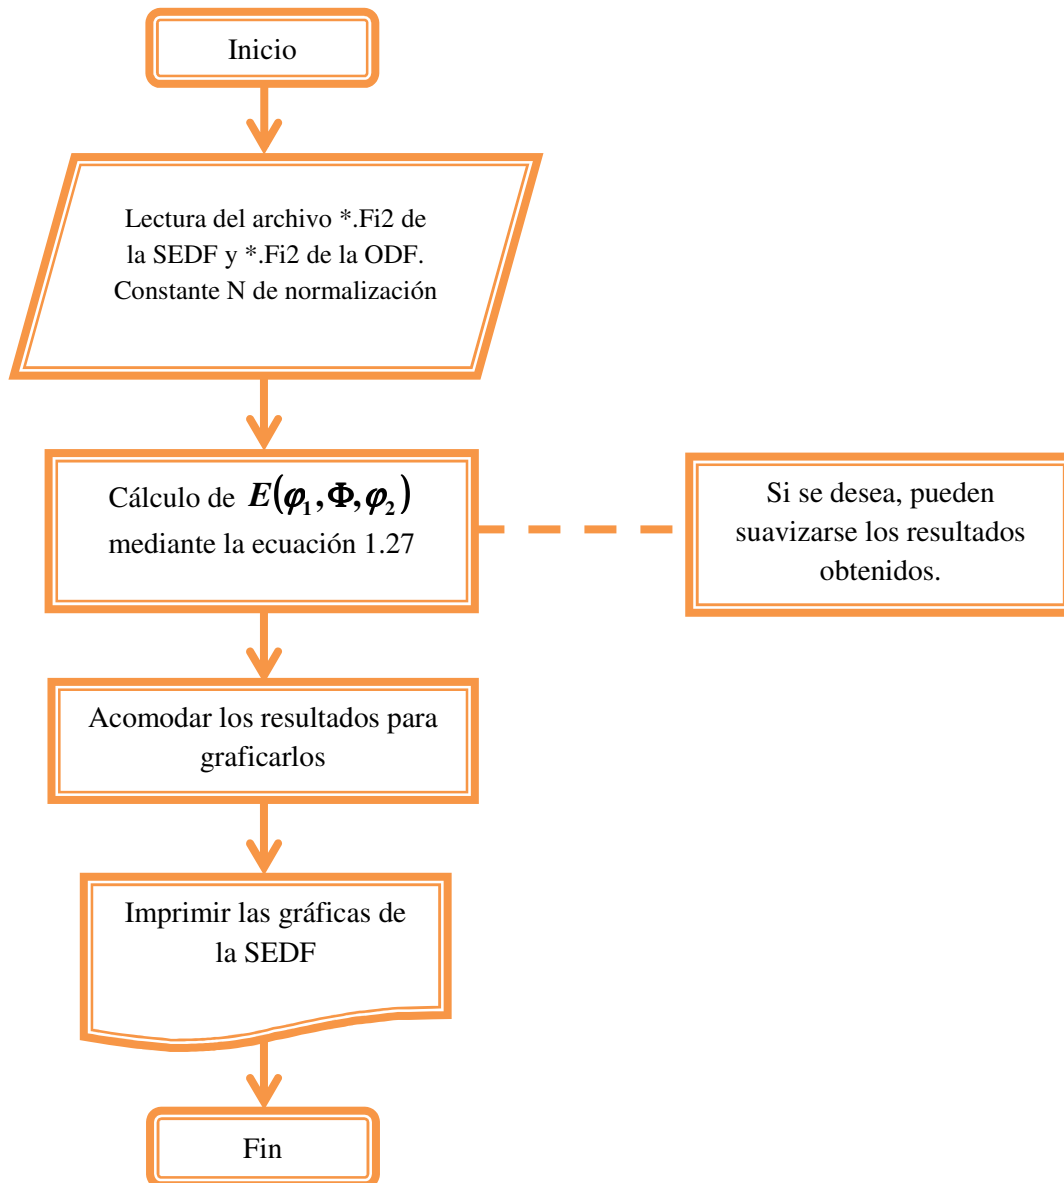 Inicio
Lectura del archivo *.Fi2 de
la SEDF y *.Fi2 de la ODF.
Constante N de normalización
Cálculo de E(φ₁,Φ,φ₂)
mediante la ecuación 1.27
Si se desea, pueden
suavizarse los resultados
obtenidos.
Acomodar los resultados para
graficarlos
Imprimir las gráficas de
la SEDF
Fin